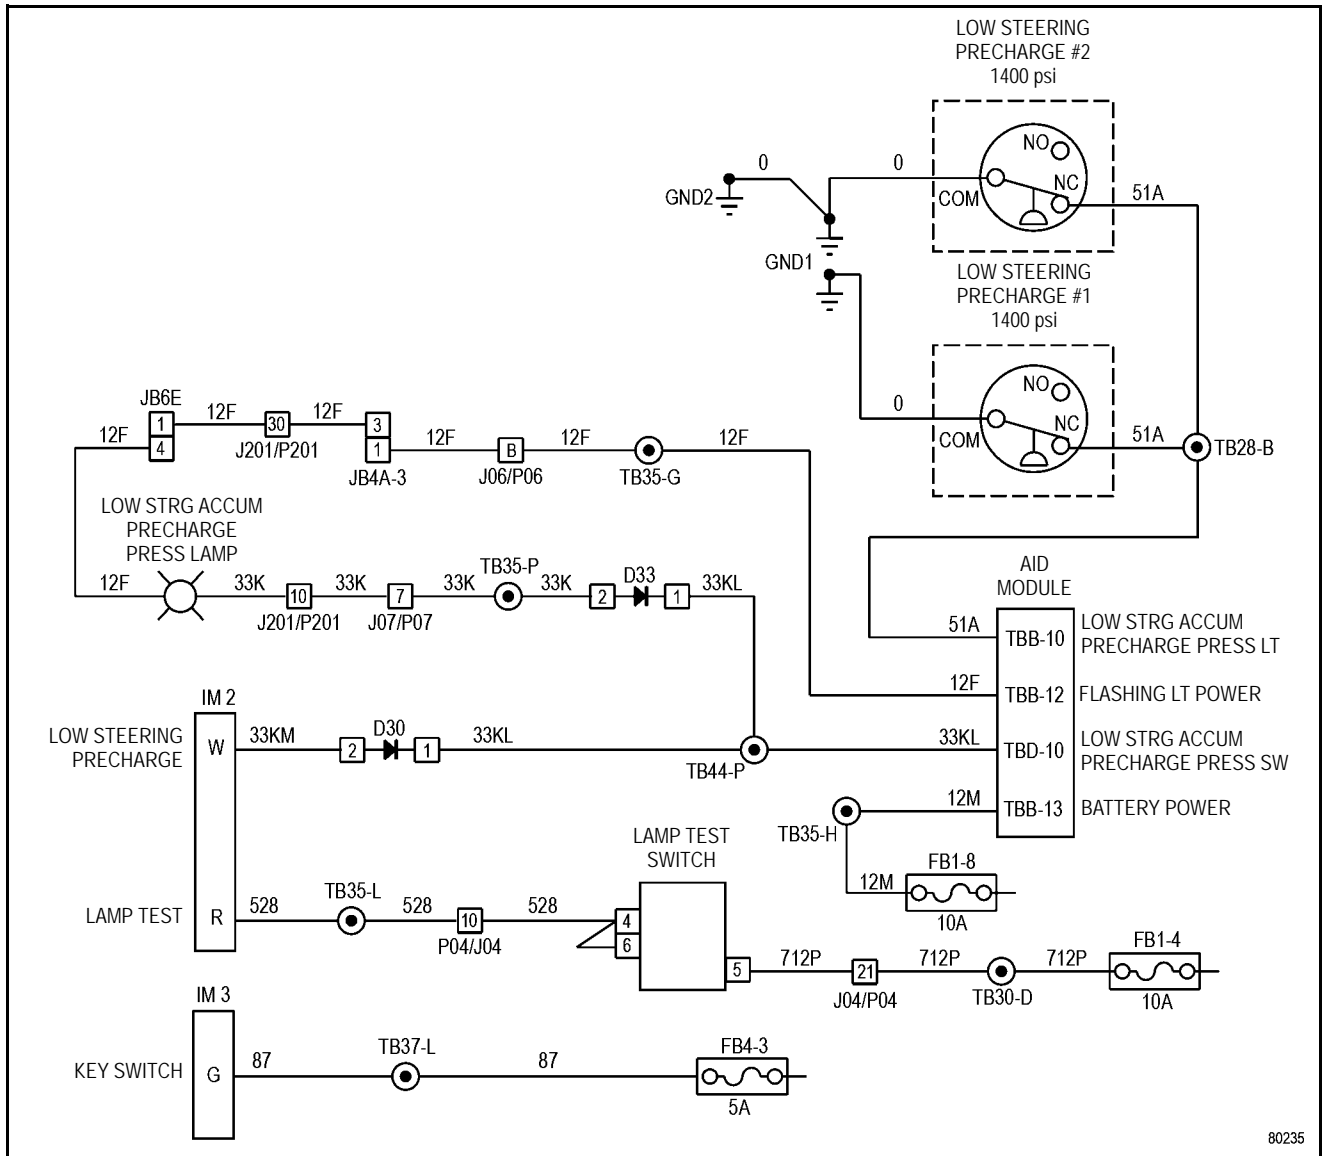 LOW STEERING
PRECHARGE #2
1400 psi
NO
NC
COM
0
0
51A
GND2
GND1
LOW STEERING
PRECHARGE #1
1400 psi
NO
NC
COM
0
51A
TB28-B
JB6E
1
4
12F
12F
30
J201/P201
12F
3
1
JB4A-3
12F
B
J06/P06
12F
TB35-G
12F
LOW STRG ACCUM
PRECHARGE
PRESS LAMP
12F
33K
10
J201/P201
33K
7
J07/P07
33K
TB35-P
33K
2
D33
1
33KL
AID
MODULE
51A
TBB-10
LOW STRG ACCUM
PRECHARGE PRESS LT
12F
TBB-12
FLASHING LT POWER
33KL
TBD-10
LOW STRG ACCUM
PRECHARGE PRESS SW
12M
TBB-13
BATTERY POWER
IM 2
LOW STEERING
PRECHARGE
W
33KM
2
D30
1
33KL
TB44-P
TB35-H
12M
FB1-8
10A
LAMP TEST
SWITCH
LAMP TEST
R
528
TB35-L
528
10
P04/J04
528
4
6
5
712P
21
J04/P04
712P
TB30-D
712P
FB1-4
10A
IM 3
KEY SWITCH
G
87
TB37-L
87
FB4-3
5A
80235